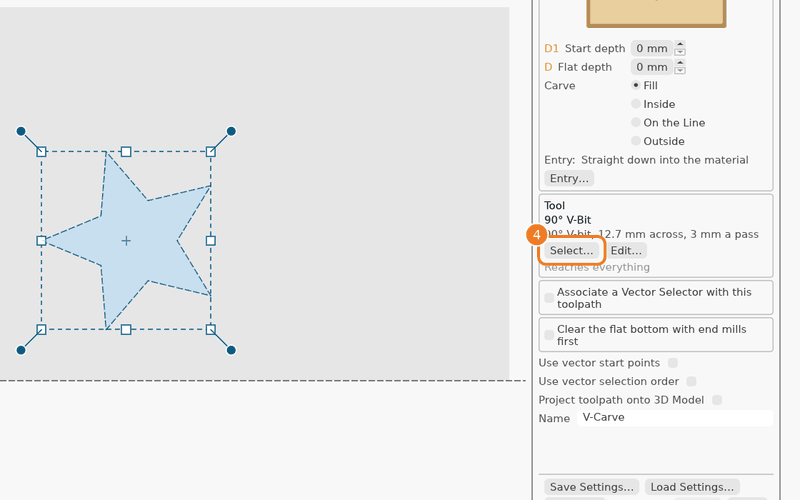 D1 Start depth 0 mm
D Flat depth 0 mm
Carve Fill
Inside
On the Line
Outside
Entry: Straight down into the material
Entry...
Tool
90° V-Bit
90° V-bit, 12.7 mm across, 3 mm a pass
4
Select... Edit...
Reaches everything
Associate a Vector Selector with this
toolpath
Clear the flat bottom with end mills
first
Use vector start points
Use vector selection order
Project toolpath onto 3D Model
Name V-Carve
Save Settings... Load Settings...